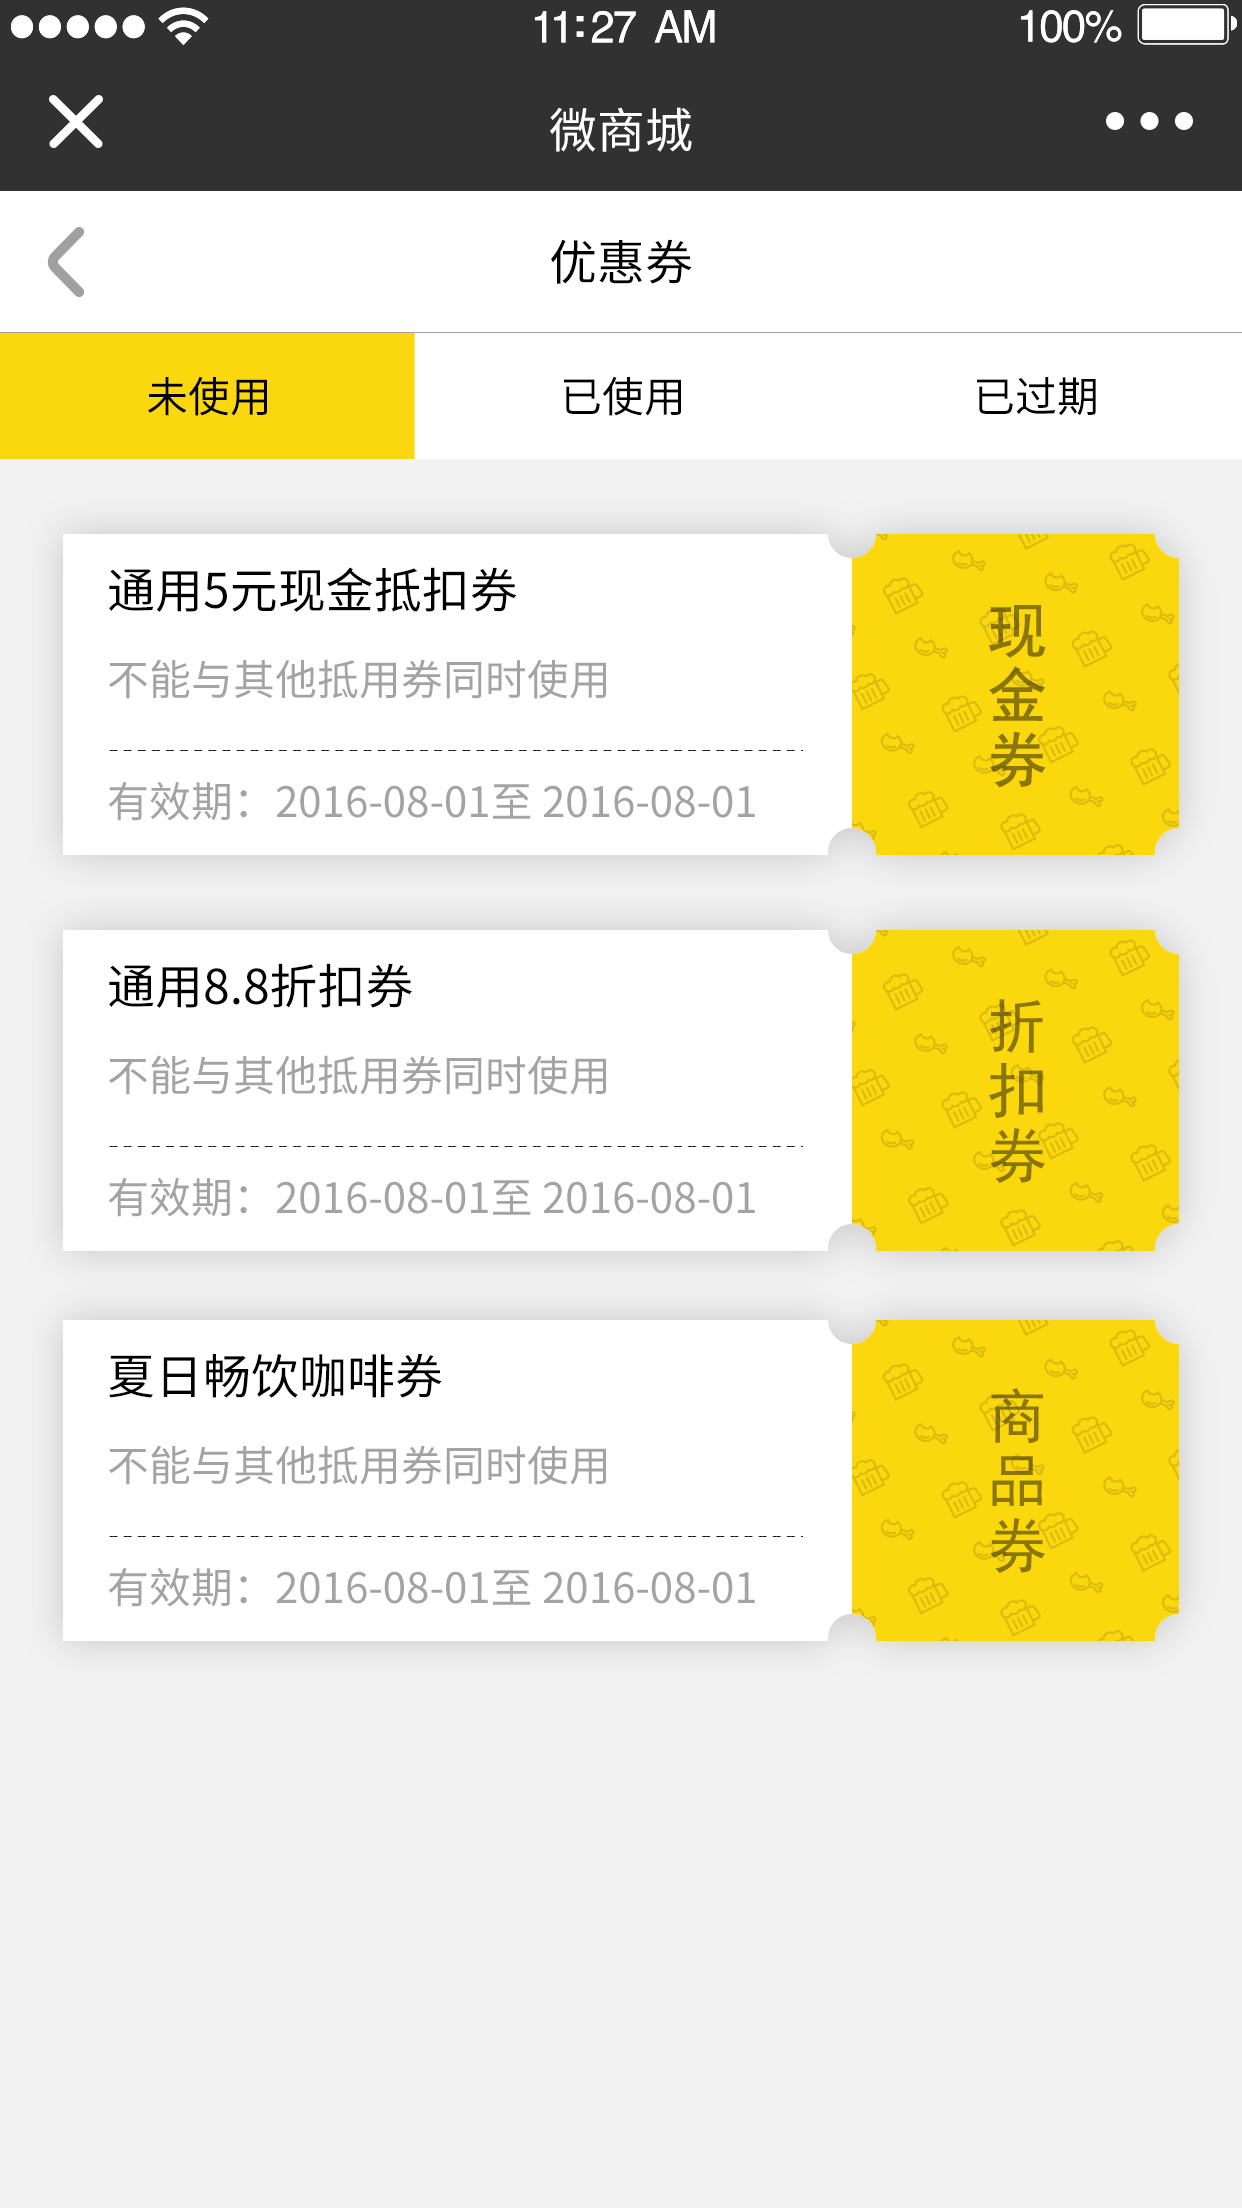 11:27 AM
100%
微商城
优惠券
未使用
已使用
已过期
通用5元现金抵扣券
不能与其他抵用券同时使用
有效期：2016-08-01至 2016-08-01
现金券
通用8.8折扣券
不能与其他抵用券同时使用
有效期：2016-08-01至 2016-08-01
折扣券
夏日畅饮咖啡券
不能与其他抵用券同时使用
有效期：2016-08-01至 2016-08-01
商品券